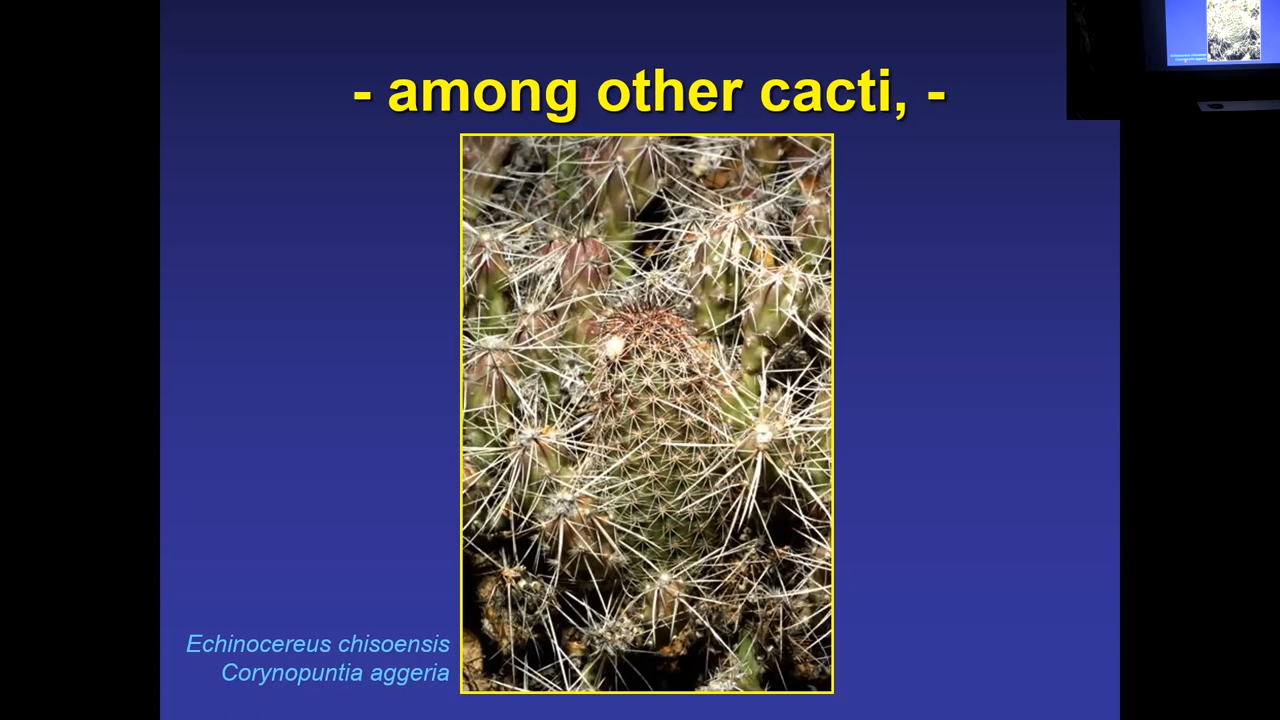 - among other cacti, -
Echinocereus chisoensis
Corynopuntia aggeria